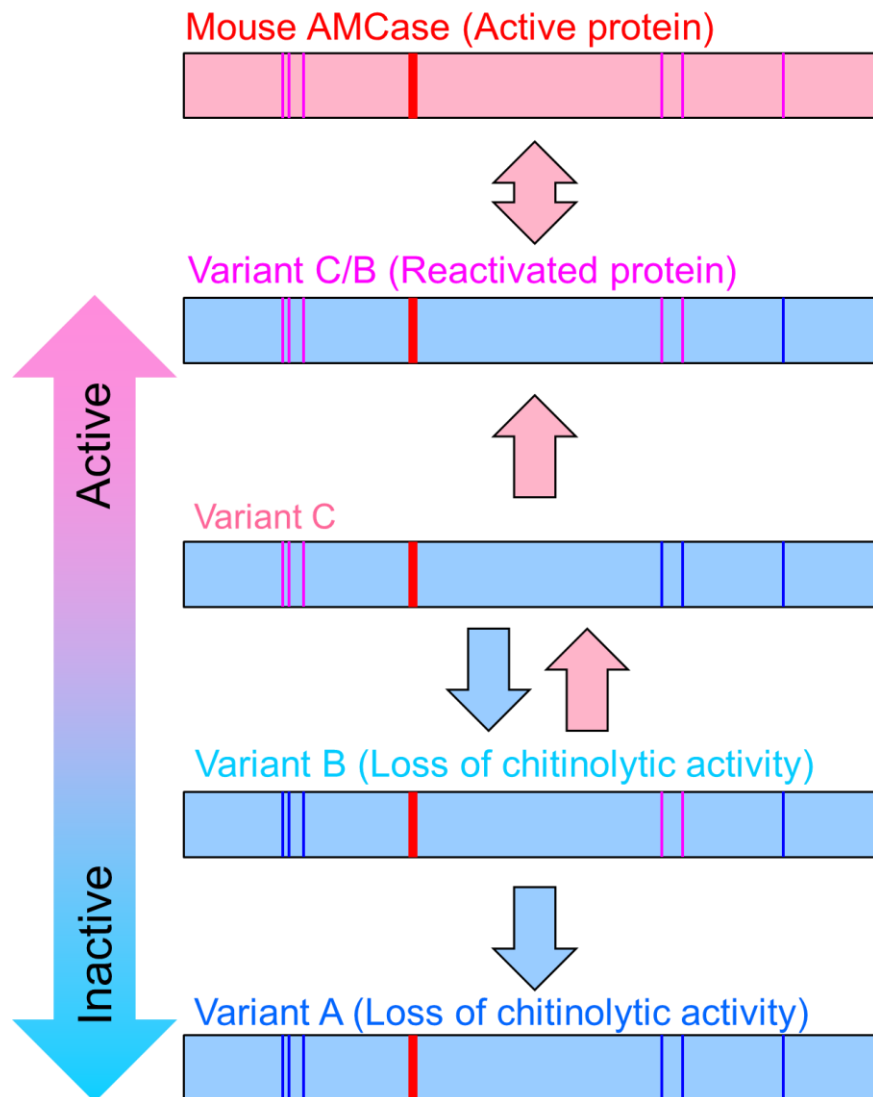 Mouse AMCase (Active protein)
Variant C/B (Reactivated protein)
Active
Variant C
Variant B (Loss of chitinolytic activity)
Inactive
Variant A (Loss of chitinolytic activity)